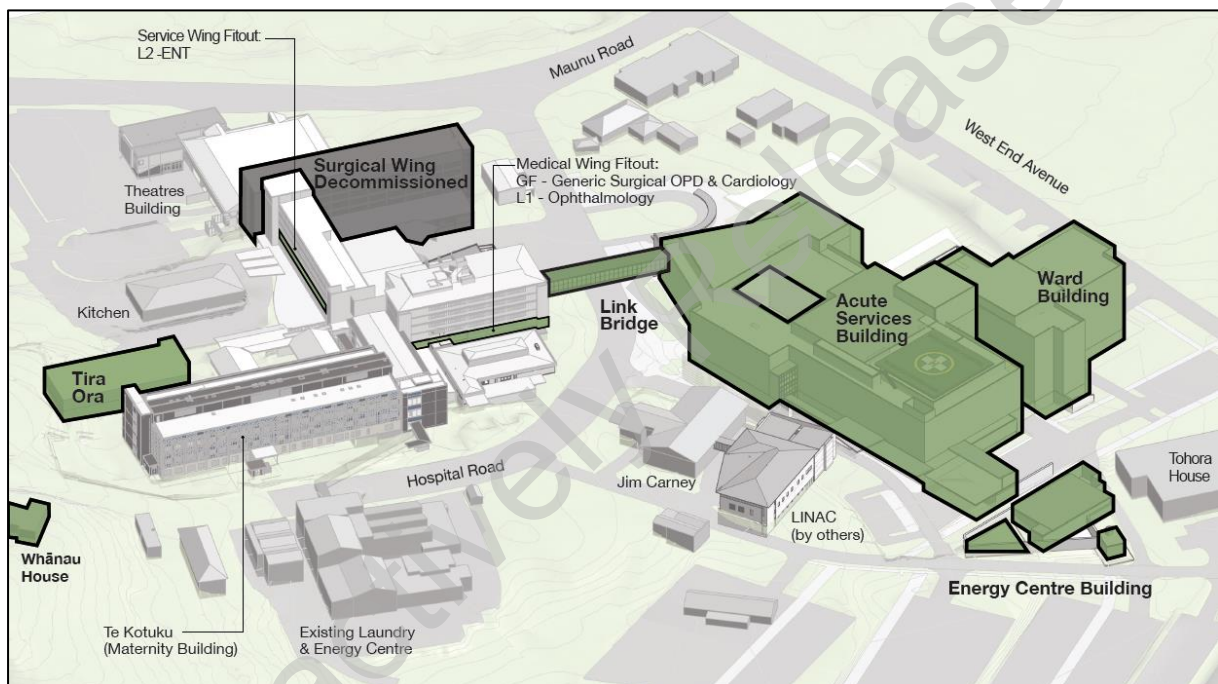 Service Wing Fitout:
L2 -ENT
Maunu Road
West End Avenue
Surgical Wing
Decommissioned
Medical Wing Fitout:
GF - Generic Surgical OPD & Cardiology
L1 - Ophthalmology
Theatres
Building
Kitchen
Link
Bridge
Acute
Services
Building
Ward
Building
Tira
Ora
Hospital Road
Jim Carney
LINAC
(by others)
Tohora
House
Whānau
House
Energy Centre Building
Te Kotuku
(Maternity Building)
Existing Laundry
& Energy Centre